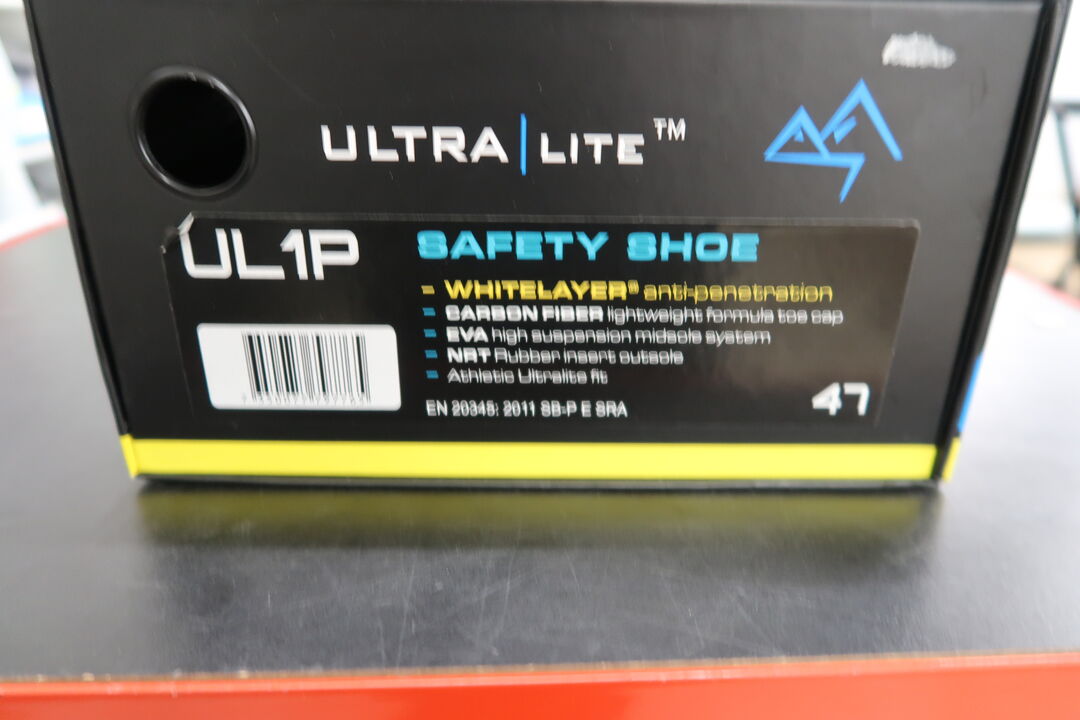 ULTRA|LITE™
UL1P
SAFETY SHOE
WHITELAYER® anti-penetration
CARBON FIBER lightweight formula toe cap
EVA high suspension midsole system
NRT Rubber insert outsole
Athletic Ultralite fit
EN 20345: 2011 SB-P E SRA
47